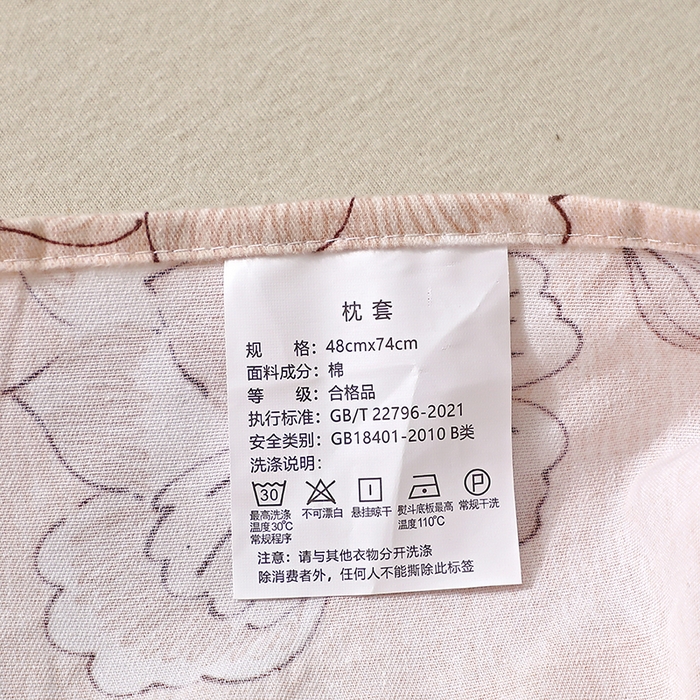 枕套
规 格：48cmx74cm
面料成分：棉
等 级：合格品
执行标准：GB/T 22796-2021
安全类别：GB18401-2010 B类
洗涤说明：
30 P
最高洗涤 不可漂白 悬挂晾干 熨斗底板最高 常规干洗
温度30℃ 温度110℃
常规程序
注意：请与其他衣物分开洗涤
除消费者外，任何人不能撕除此标签